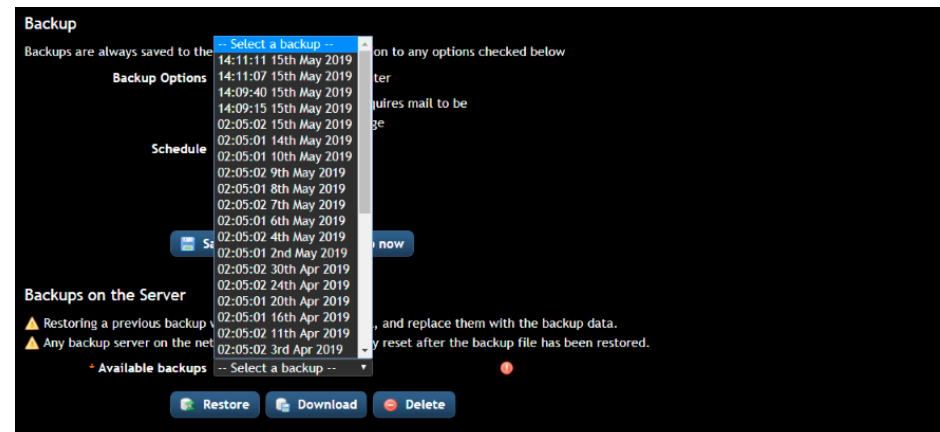 Backup
Backups are always saved to the
on to any options checked below
Backup Options
ter
quires mail to be
ge
Schedule
-- Select a backup --
14:11:11 15th May 2019
14:11:07 15th May 2019
14:09:40 15th May 2019
14:09:15 15th May 2019
02:05:02 15th May 2019
02:05:01 14th May 2019
02:05:01 10th May 2019
02:05:02 9th May 2019
02:05:01 8th May 2019
02:05:02 7th May 2019
02:05:01 6th May 2019
02:05:02 4th May 2019
02:05:01 2nd May 2019
02:05:02 30th Apr 2019
02:05:02 24th Apr 2019
02:05:01 20th Apr 2019
02:05:01 16th Apr 2019
02:05:02 11th Apr 2019
02:05:02 3rd Apr 2019
Sa
now
Backups on the Server
Restoring a previous backup
, and replace them with the backup data.
Any backup server on the net
y reset after the backup file has been restored.
* Available backups -- Select a backup --
Restore Download Delete